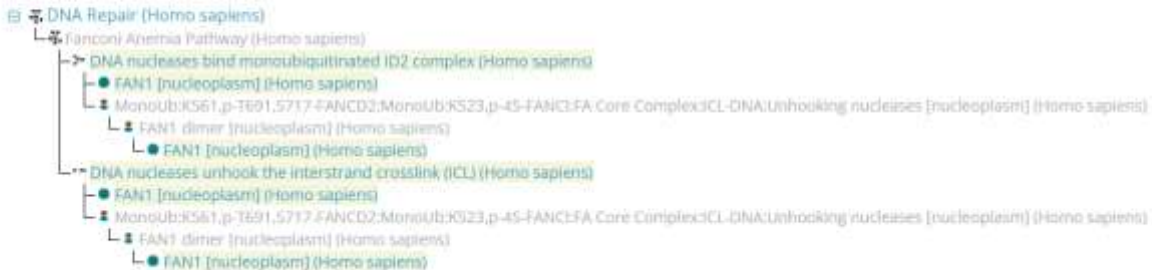 DNA Repair (Homo sapiens)
Fanconi Anemia Pathway (Homo sapiens)
DNA nucleases bind monoubiquitinated ID2 complex (Homo sapiens)
FAN1 [nucleoplasm] (Homo sapiens)
MonoUb:K561,p-T691,S717-FANCD2:MonoUb:K523,p-4S-FANCI:FA Core Complex:ICL-DNA:Unhooking nucleases [nucleoplasm] (Homo sapiens)
FAN1 dimer [nucleoplasm] (Homo sapiens)
FAN1 [nucleoplasm] (Homo sapiens)
DNA nucleases unhook the interstrand crosslink (ICL) (Homo sapiens)
FAN1 [nucleoplasm] (Homo sapiens)
MonoUb:K561,p-T691,S717-FANCD2:MonoUb:K523,p-4S-FANCI:FA Core Complex:ICL-DNA:Unhooking nucleases [nucleoplasm] (Homo sapiens)
FAN1 dimer [nucleoplasm] (Homo sapiens)
FAN1 [nucleoplasm] (Homo sapiens)